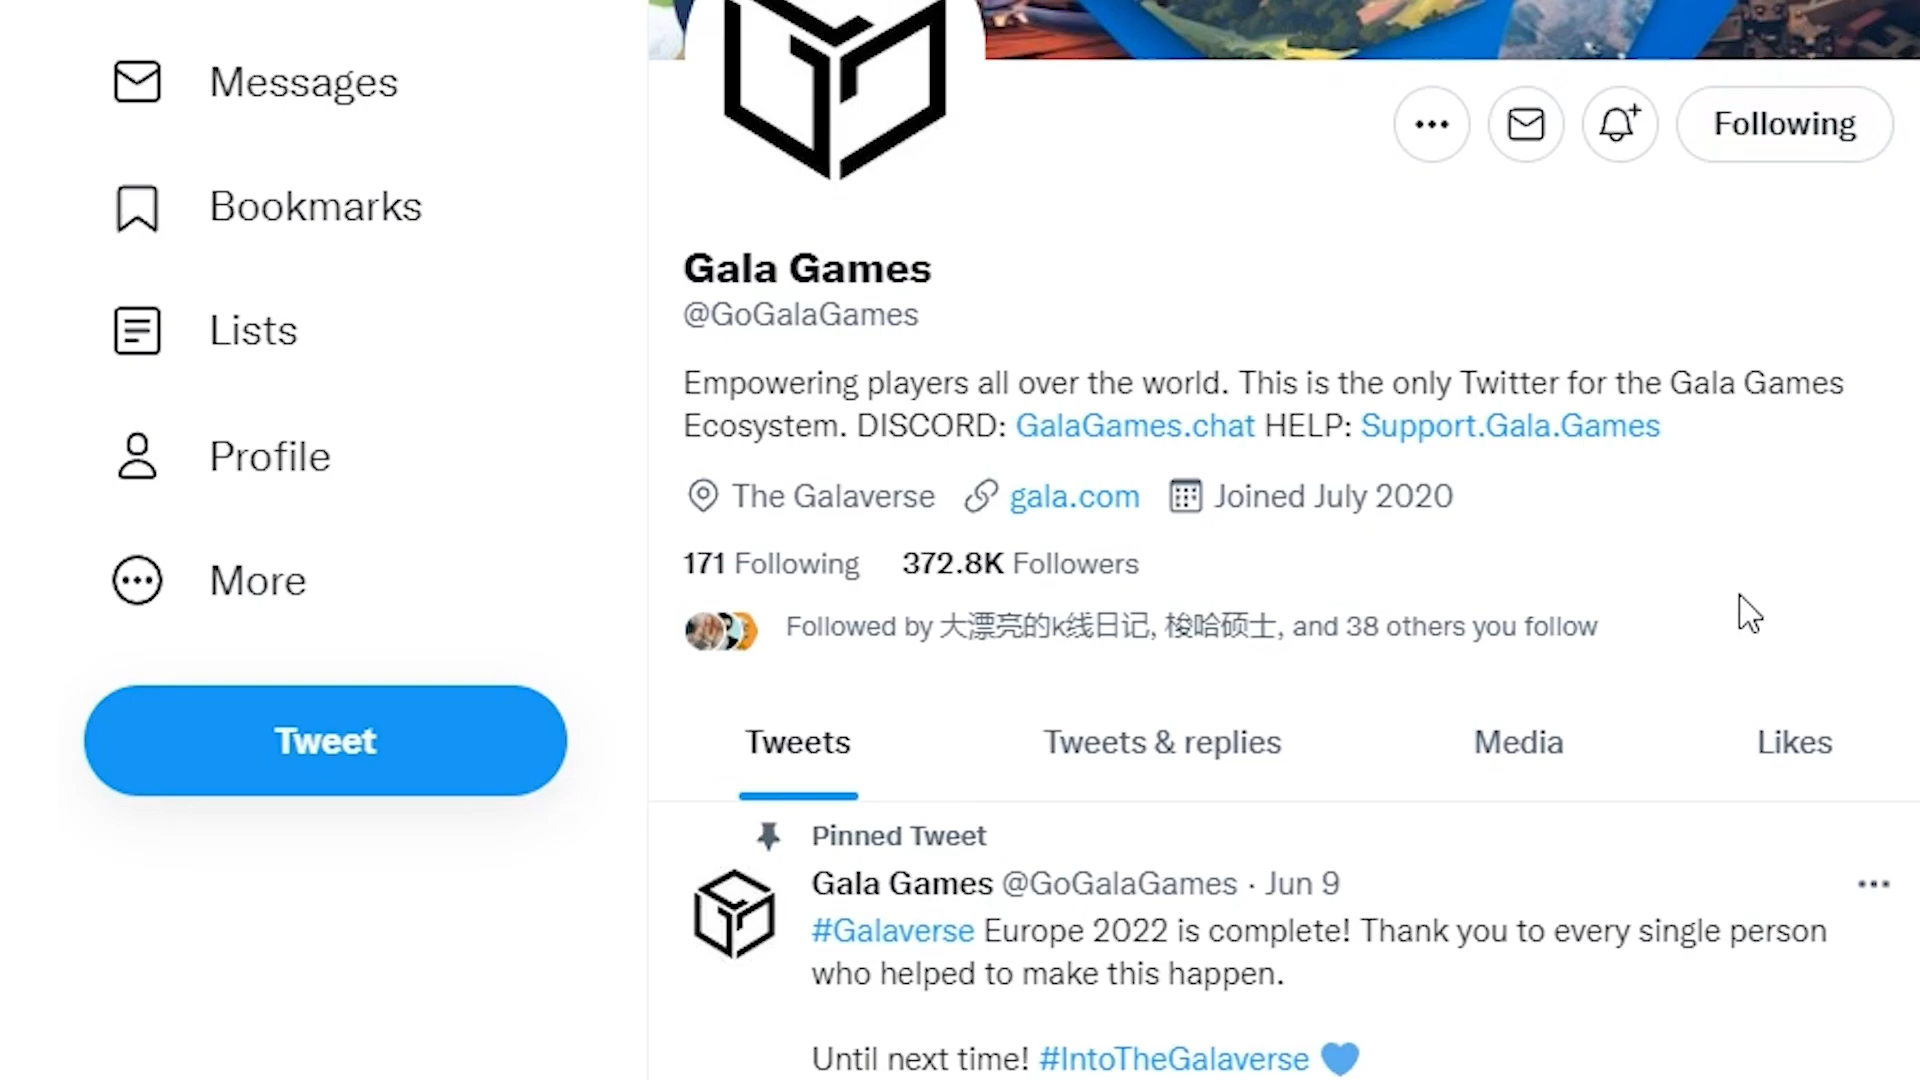 Messages
Bookmarks
Lists
Profile
More
Tweet
Following
Gala Games
@GoGalaGames
Empowering players all over the world. This is the only Twitter for the Gala Games
Ecosystem. DISCORD: GalaGames.chat HELP: Support.Gala.Games
The Galaverse gala.com Joined July 2020
171 Following 372.8K Followers
Followed by 大漂亮的k线日记, 梭哈硕士, and 38 others you follow
Tweets Tweets & replies Media Likes
Pinned Tweet
Gala Games @GoGalaGames · Jun 9
#Galaverse Europe 2022 is complete! Thank you to every single person
who helped to make this happen.
Until next time! #IntoTheGalaverse 💙